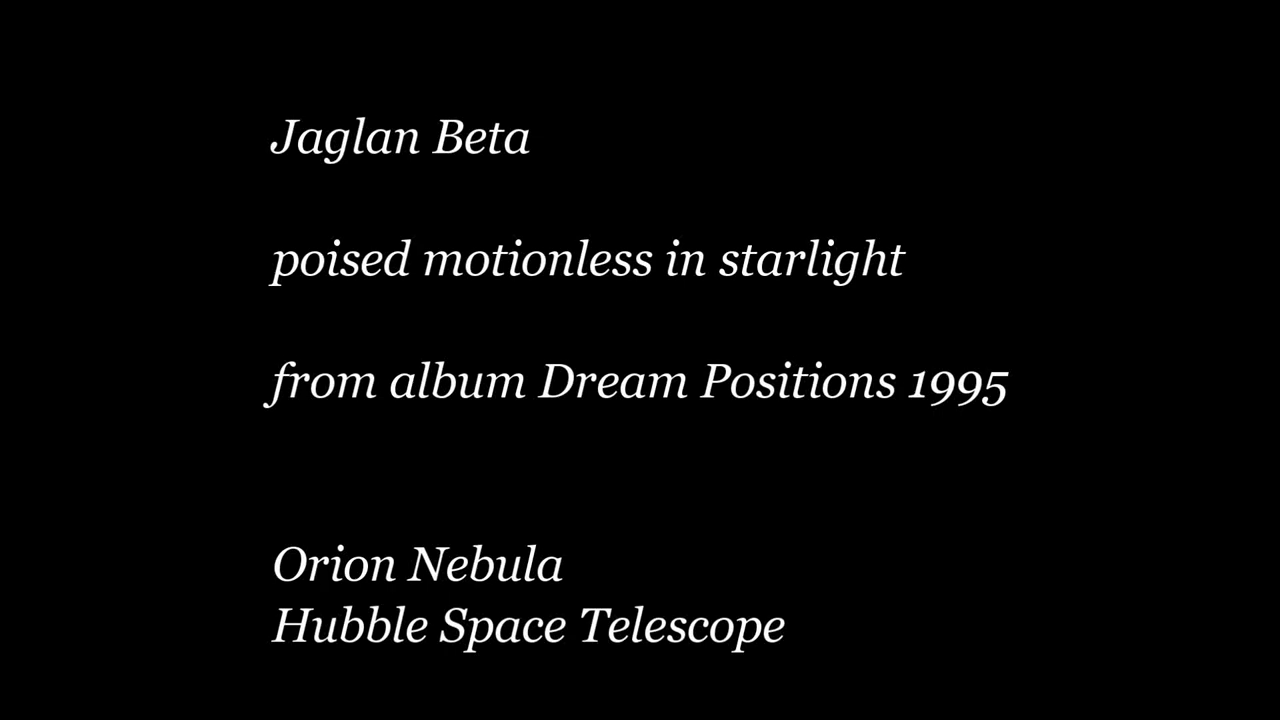 Jaglan Beta
poised motionless in starlight
from album Dream Positions 1995
Orion Nebula
Hubble Space Telescope